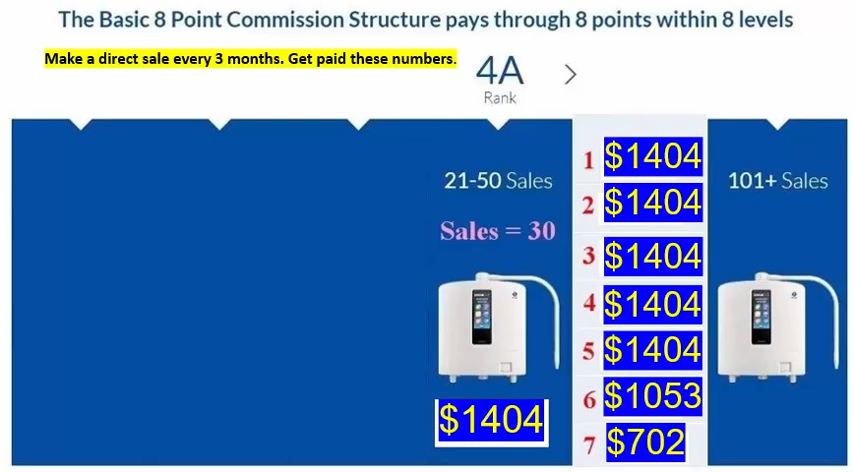 The Basic 8 Point Commission Structure pays through 8 points within 8 levels
Make a direct sale every 3 months. Get paid these numbers.
4A
Rank
21-50 Sales
Sales = 30
$1404
1 $1404
2 $1404
3 $1404
4 $1404
5 $1404
6 $1053
7 $702
101+ Sales